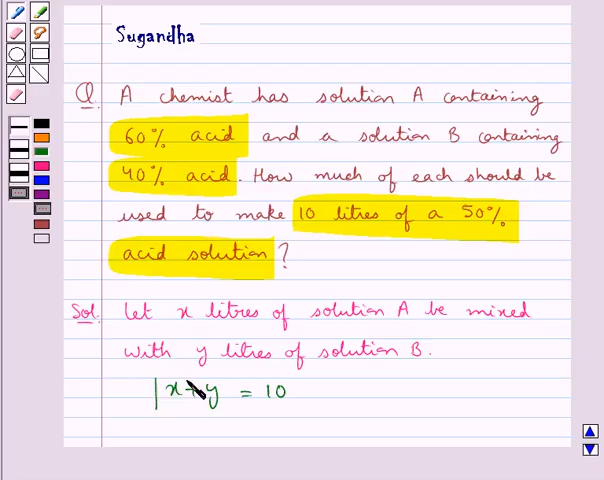 Sugandha
Q. A chemist has solution A containing
60% acid and a solution B containing
40% acid. How much of each should be
used to make 10 litres of a 50%
acid solution?
Sol. Let x litres of solution A be mixed
with y litres of solution B.
x+y = 10